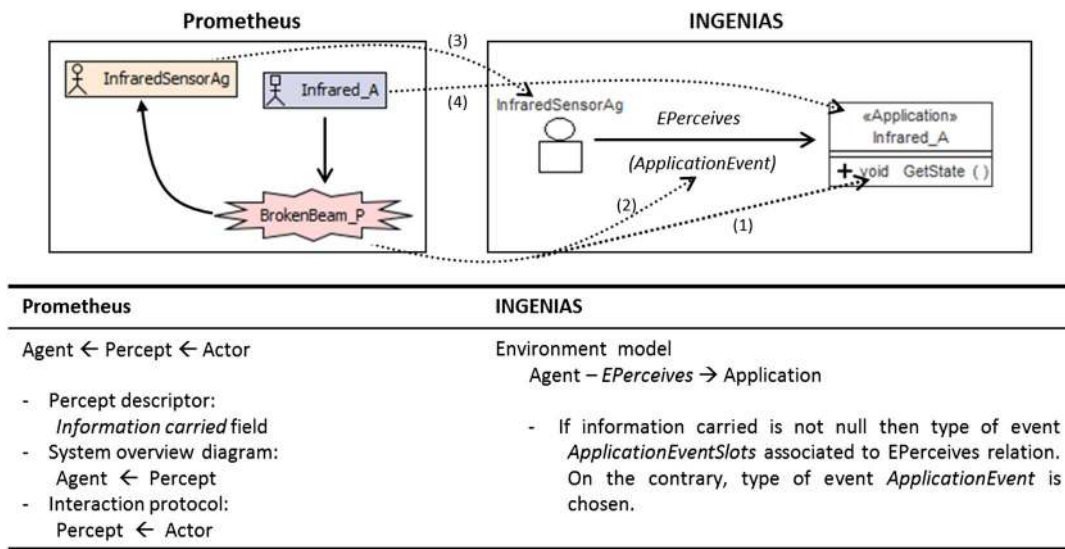 Prometheus
INGENIAS
(3)
InfraredSensorAg
Infrared_A
(4)
InfraredSensorAg
EPerceives
«Application»
Infrared_A
(ApplicationEvent)
+ void GetState ( )
BrokenBeam_P
(2)
(1)
Prometheus
INGENIAS
Agent ← Percept ← Actor
- Percept descriptor:
Information carried field
- System overview diagram:
Agent ← Percept
- Interaction protocol:
Percept ← Actor
Environment model
Agent – EPerceives → Application
- If information carried is not null then type of event
ApplicationEventSlots associated to EPerceives relation.
On the contrary, type of event ApplicationEvent is
chosen.